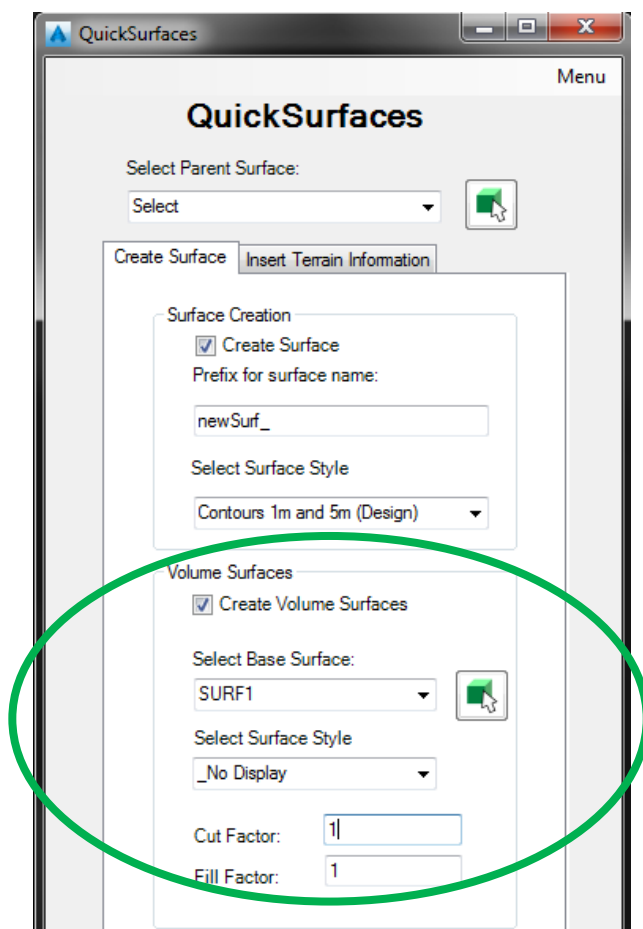 QuickSurfaces
Menu
QuickSurfaces
Select Parent Surface:
Select
Create Surface Insert Terrain Information
Surface Creation
Create Surface
Prefix for surface name:
newSurf_
Select Surface Style
Contours 1m and 5m (Design)
Volume Surfaces
Create Volume Surfaces
Select Base Surface:
SURF1
Select Surface Style
_No Display
Cut Factor: 1
Fill Factor: 1